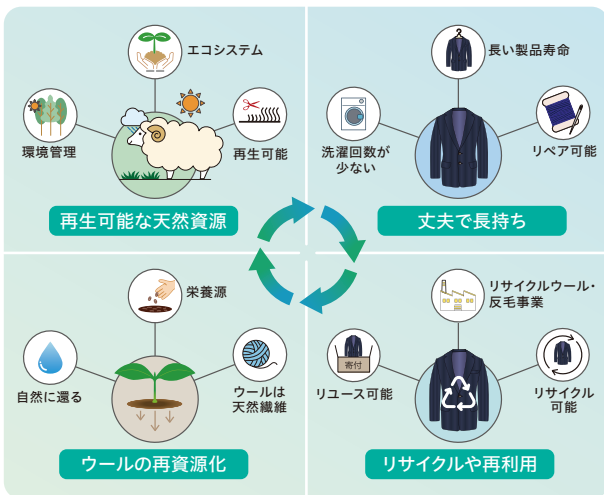 エコシステム
環境管理
再生可能
再生可能な天然資源
長い製品寿命
洗濯回数が
少ない
リペア可能
丈夫で長持ち
栄養源
自然に還る
ウールは
天然繊維
ウールの再資源化
リサイクルウール・
反毛事業
寄付
リユース可能
リサイクル
可能
リサイクルや再利用